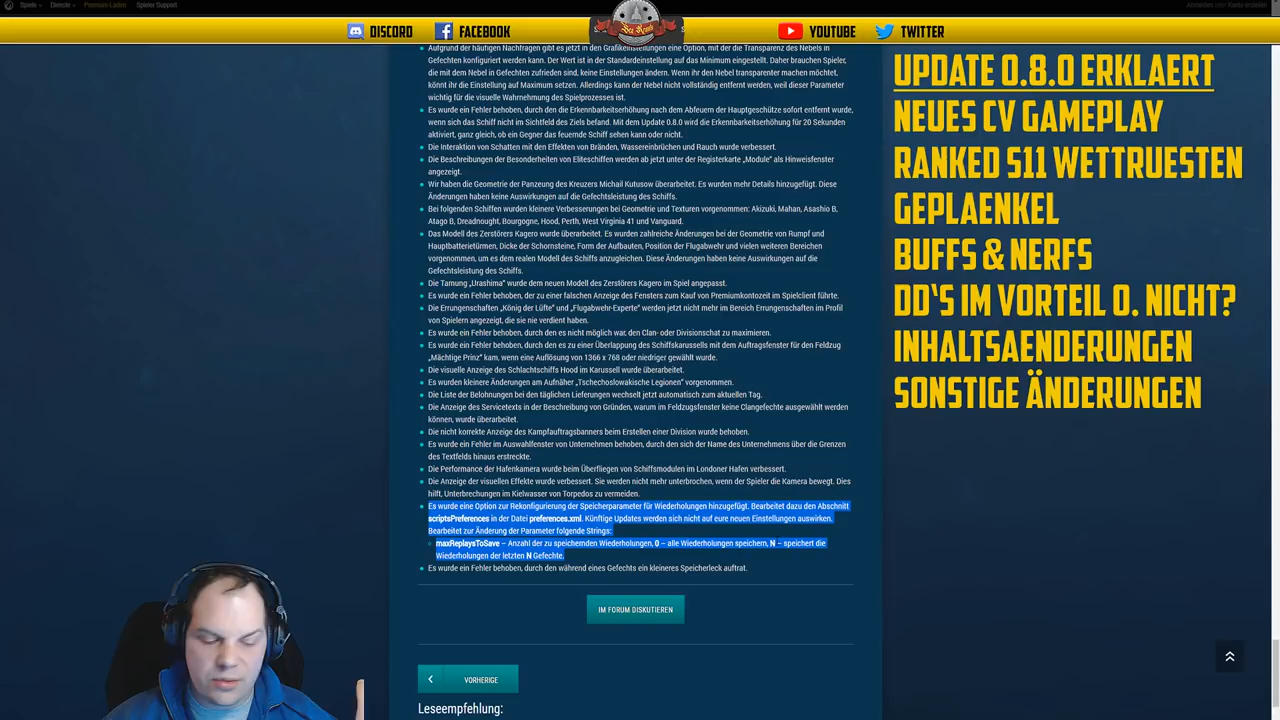 Spiele
Dienste
Premium-Laden
Spieler Support
Anmelden oder Konto erstellen
DISCORD
FACEBOOK
YOUTUBE
TWITTER
Aufgrund der häufigen Nachfragen gibt es jetzt in den Grafikeinstellungen eine Option, mit der die Transparenz des Nebels in
Gefechten konfiguriert werden kann. Der Wert ist in der Standardeinstellung auf das Minimum eingestellt. Daher brauchen Spieler,
die mit dem Nebel in Gefechten zufrieden sind, keine Einstellungen ändern. Wenn ihr den Nebel transparenter machen möchtet,
könnt ihr die Einstellung auf Maximum setzen. Allerdings kann der Nebel nicht vollständig entfernt werden, weil dieser Parameter
wichtig für die visuelle Wahrnehmung des Spielprozesses ist.
Es wurde ein Fehler behoben, durch den die Erkennbarkeitserhöhung nach dem Abfeuern der Hauptgeschütze sofort entfernt wurde,
wenn sich das Schiff nicht im Sichtfeld des Ziels befand. Mit dem Update 0.8.0 wird die Erkennbarkeitserhöhung für 20 Sekunden
aktiviert, ganz gleich, ob ein Gegner das feuernde Schiff sehen kann oder nicht.
Die Interaktion von Schatten mit den Effekten von Bränden, Wassereinbrüchen und Rauch wurde verbessert.
Die Beschreibungen der Besonderheiten von Eliteschiffen werden ab jetzt unter der Registerkarte „Module" als Hinweisfenster
angezeigt.
Wir haben die Geometrie der Panzeung des Kreuzers Michail Kutusow überarbeitet. Es wurden mehr Details hinzugefügt. Diese
Änderungen haben keine Auswirkungen auf die Gefechtsleistung des Schiffs.
Bei folgenden Schiffen wurden kleinere Verbesserungen bei Geometrie und Texturen vorgenommen: Akizuki, Mahan, Asashio B,
Atago B, Dreadnought, Bourgogne, Hood, Perth, West Virginia 41 und Vanguard.
Das Modell des Zerstörers Kagero wurde überarbeitet. Es wurden zahlreiche Änderungen bei der Geometrie von Rumpf und
Hauptbatterietürmen, Dicke der Schornsteine, Form der Aufbauten, Position der Flugabwehr und vielen weiteren Bereichen
vorgenommen, um es dem realen Modell des Schiffs anzugleichen. Diese Änderungen haben keine Auswirkungen auf die
Gefechtsleistung des Schiffs.
Die Tarnung „Urashima" wurde dem neuen Modell des Zerstörers Kagero im Spiel angepasst.
Es wurde ein Fehler behoben, der zu einer falschen Anzeige des Fensters zum Kauf von Premiumkontozeit im Spielclient führte.
Die Errungenschaften „König der Lüfte" und „Flugabwehr-Experte" werden jetzt nicht mehr im Bereich Errungenschaften im Profil
von Spielern angezeigt, die sie nie verdient haben.
Es wurde ein Fehler behoben, durch den es nicht möglich war, den Clan- oder Divisionschat zu maximieren.
Es wurde ein Fehler behoben, durch den es zu einer Überlappung des Schiffskarussells mit dem Auftragsfenster für den Feldzug
„Mächtige Prinz" kam, wenn eine Auflösung von 1366 x 768 oder niedriger gewählt wurde.
Die visuelle Anzeige des Schlachtschiffs Hood im Karussell wurde überarbeitet.
Es wurden kleinere Änderungen am Aufnäher „Tschechoslowakische Legionen" vorgenommen.
Die Liste der Belohnungen bei den täglichen Lieferungen wechselt jetzt automatisch zum aktuellen Tag.
Die Anzeige des Servicetexts in der Beschreibung von Gründen, warum im Feldzugsfenster keine Clangefechte ausgewählt werden
können, wurde überarbeitet.
Die nicht korrekte Anzeige des Kampfauftragsbanners beim Erstellen einer Division wurde behoben.
Es wurde ein Fehler im Auswahlfenster von Unternehmen behoben, durch den sich der Name des Unternehmens über die Grenzen
des Textfelds hinaus erstreckte.
Die Performance der Hafenkamera wurde beim Überfliegen von Schiffsmodulen im Londoner Hafen verbessert.
Die Anzeige der visuellen Effekte wurde verbessert. Sie werden nicht mehr unterbrochen, wenn der Spieler die Kamera bewegt. Dies
hilft, Unterbrechungen im Kielwasser von Torpedos zu vermeiden.
Es wurde eine Option zur Rekonfigurierung der Speicherparameter für Wiederholungen hinzugefügt. Bearbeitet dazu den Abschnitt
scriptsPreferences in der Datei preferences.xml. Künftige Updates werden sich nicht auf eure neuen Einstellungen auswirken.
Bearbeitet zur Änderung der Parameter folgende Strings:
maxReplaysToSave – Anzahl der zu speichernden Wiederholungen, 0 – alle Wiederholungen speichern, N – speichert die
Wiederholungen der letzten N Gefechte.
Es wurde ein Fehler behoben, durch den während eines Gefechts ein kleineres Speicherleck auftrat.
IM FORUM DISKUTIEREN
VORHERIGE
Leseempfehlung:
UPDATE 0.8.0 ERKLAERT
NEUES CV GAMEPLAY
RANKED S11 WETTRUESTEN
GEPLAENKEL
BUFFS & NERFS
DD'S IM VORTEIL O. NICHT?
INHALTSAENDERUNGEN
SONSTIGE ÄNDERUNGEN